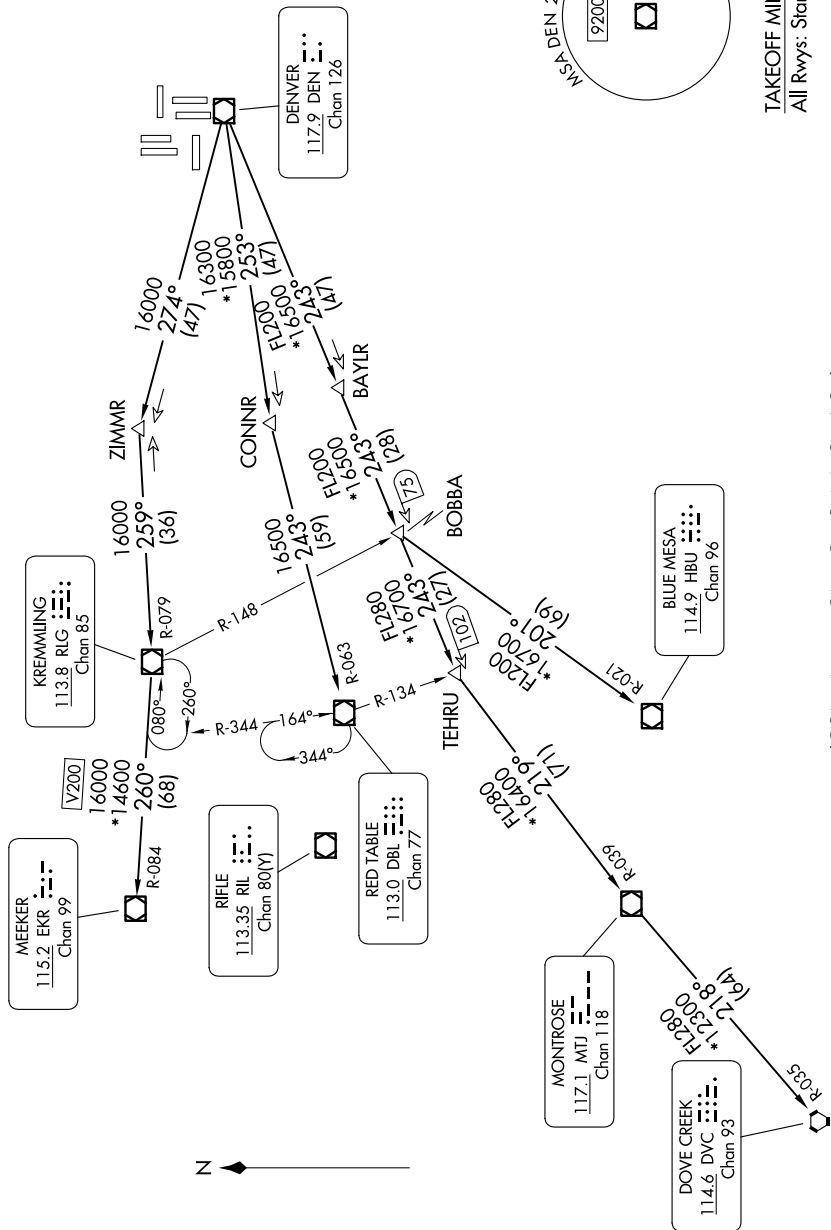 MEEKER
115.2 EKR
Chan 99
V200
16000
*14600
260°
(68)
R-084
KREMMLING
113.8 RLG
Chan 85
R-079
080°
260°
16000
259°
(36)
ZIMMR
16000
274°
(47)
DENVER
117.9 DEN
Chan 126
16300
*15800
253°
(47)
CONNR
16500
243°
(59)
R-063
FL200
*16500
243°
(47)
BAYLR
FL200
*16500
243°
(28)
75
BOBBA
R-148
RIFLE
113.35 RIL
Chan 80(Y)
R-344
164°
344°
RED TABLE
113.0 DBL
Chan 77
R-134
FL280
*16700
243°
(27)
102
TEHRU
FL200
*16700
201°
(69)
R-021
BLUE MESA
114.9 HBU
Chan 96
FL280
*16400
219°
(71)
R-039
MONTROSE
117.1 MTJ
Chan 118
FL280
*12300
218°
(64)
R-035
DOVE CREEK
114.6 DVC
Chan 93
N
MSA DEN
9200
TAKEOFF
All Rwys: